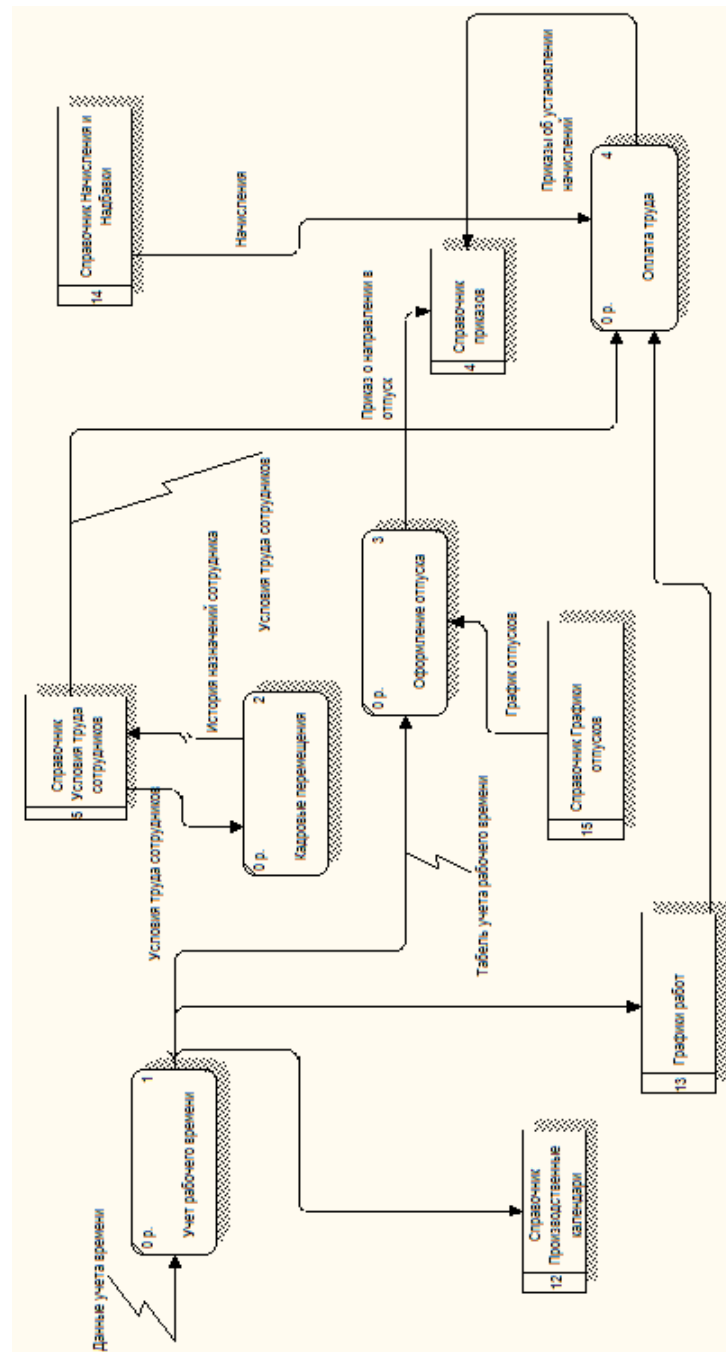 Данные учета времени
0 р.
1
Учет рабочего времени
12
Справочник
Производственные
календари
13
Графики работ
Условия труда сотрудников
5
Справочник
Условия труда
сотрудников
История назначений сотрудника
0 р.
2
Кадровые перемещения
Условия труда сотрудников
Табель учета рабочего времени
0 р.
3
Оформление отпуска
График отпусков
15
Справочник Графики
отпусков
Приказ о направлении в
отпуск
4
Справочник
приказов
14
Справочник Начисления и
Надбавки
Начисления
Приказы об установлении
начислений
0 р.
4
Оплата труда